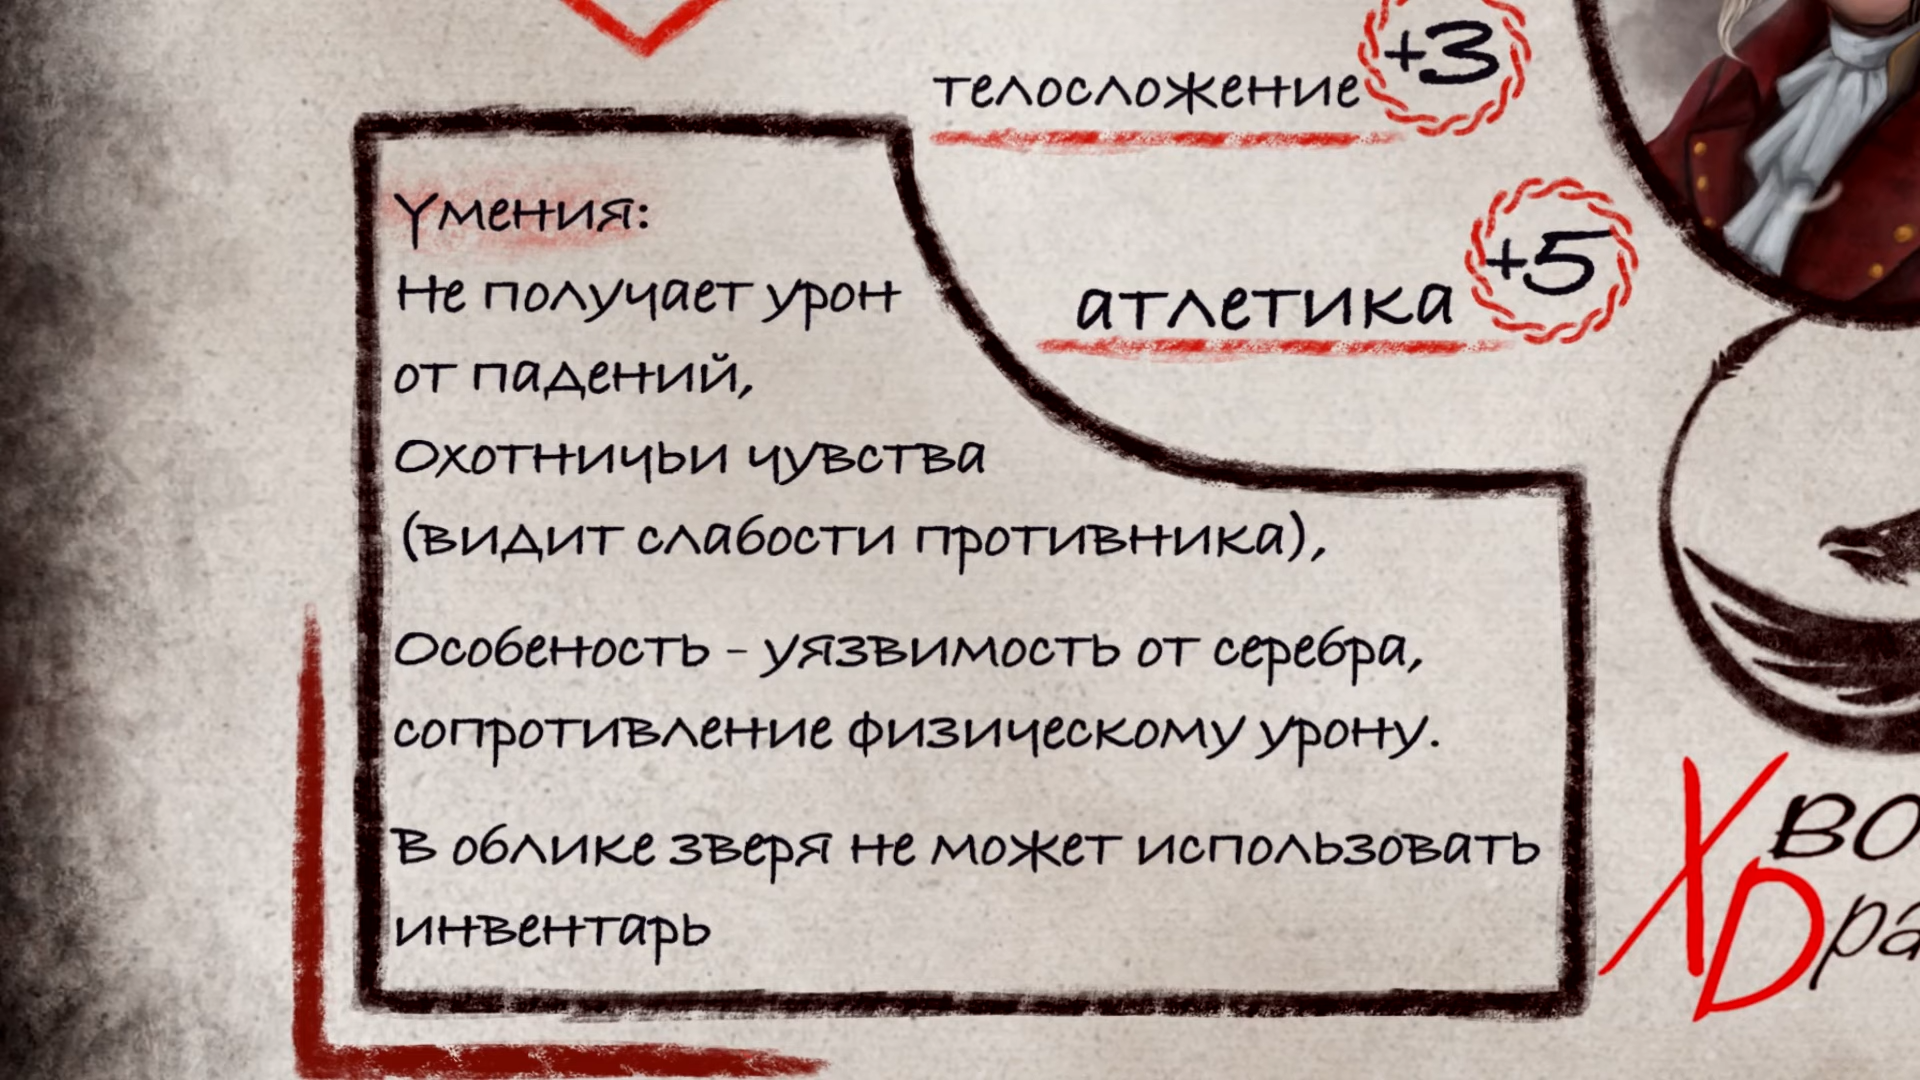 телосложение +3
атлетика +5
Умения:
Не получает урон
от падений,
Охотничьи чувства
(видит слабости противника),
Особеность - уязвимость от серебра,
сопротивление физическому урону.
В облике зверя не может использовать
инвентарь